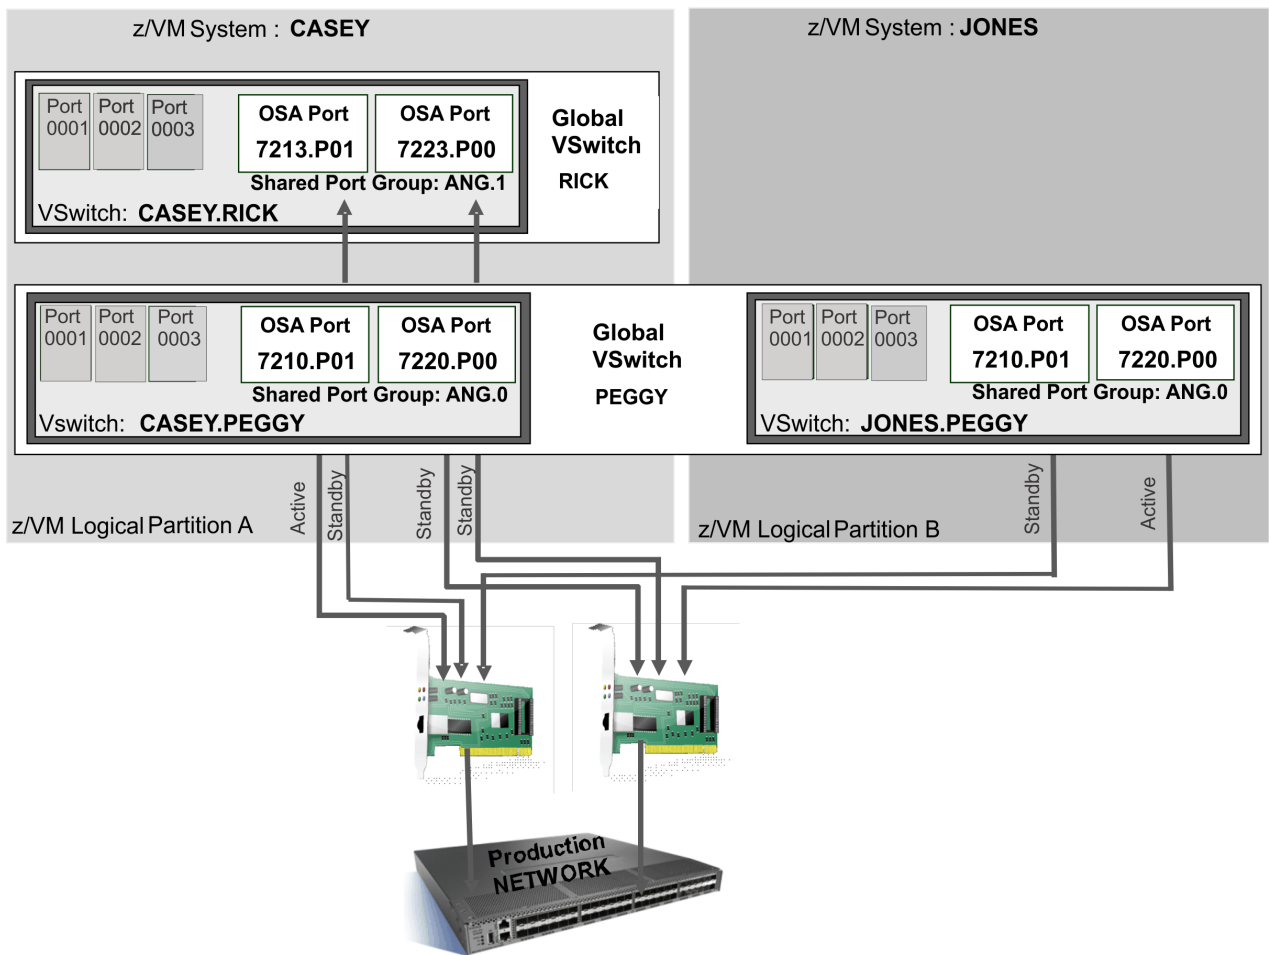 z/VM System : CASEY
z/VM System : JONES
Port
0001
Port
0002
Port
0003
OSA Port
7213.P01
OSA Port
7223.P00
Shared Port Group: ANG.1
VSwitch: CASEY.RICK
Global
VSwitch
RICK
Port
0001
Port
0002
Port
0003
OSA Port
7210.P01
OSA Port
7220.P00
Shared Port Group: ANG.0
Vswitch: CASEY.PEGGY
Global
VSwitch
PEGGY
Port
0001
Port
0002
Port
0003
OSA Port
7210.P01
OSA Port
7220.P00
Shared Port Group: ANG.0
VSwitch: JONES.PEGGY
Active
Standby
Standby
Standby
Standby
Active
z/VM Logical Partition A
z/VM Logical Partition B
Production
NETWORK